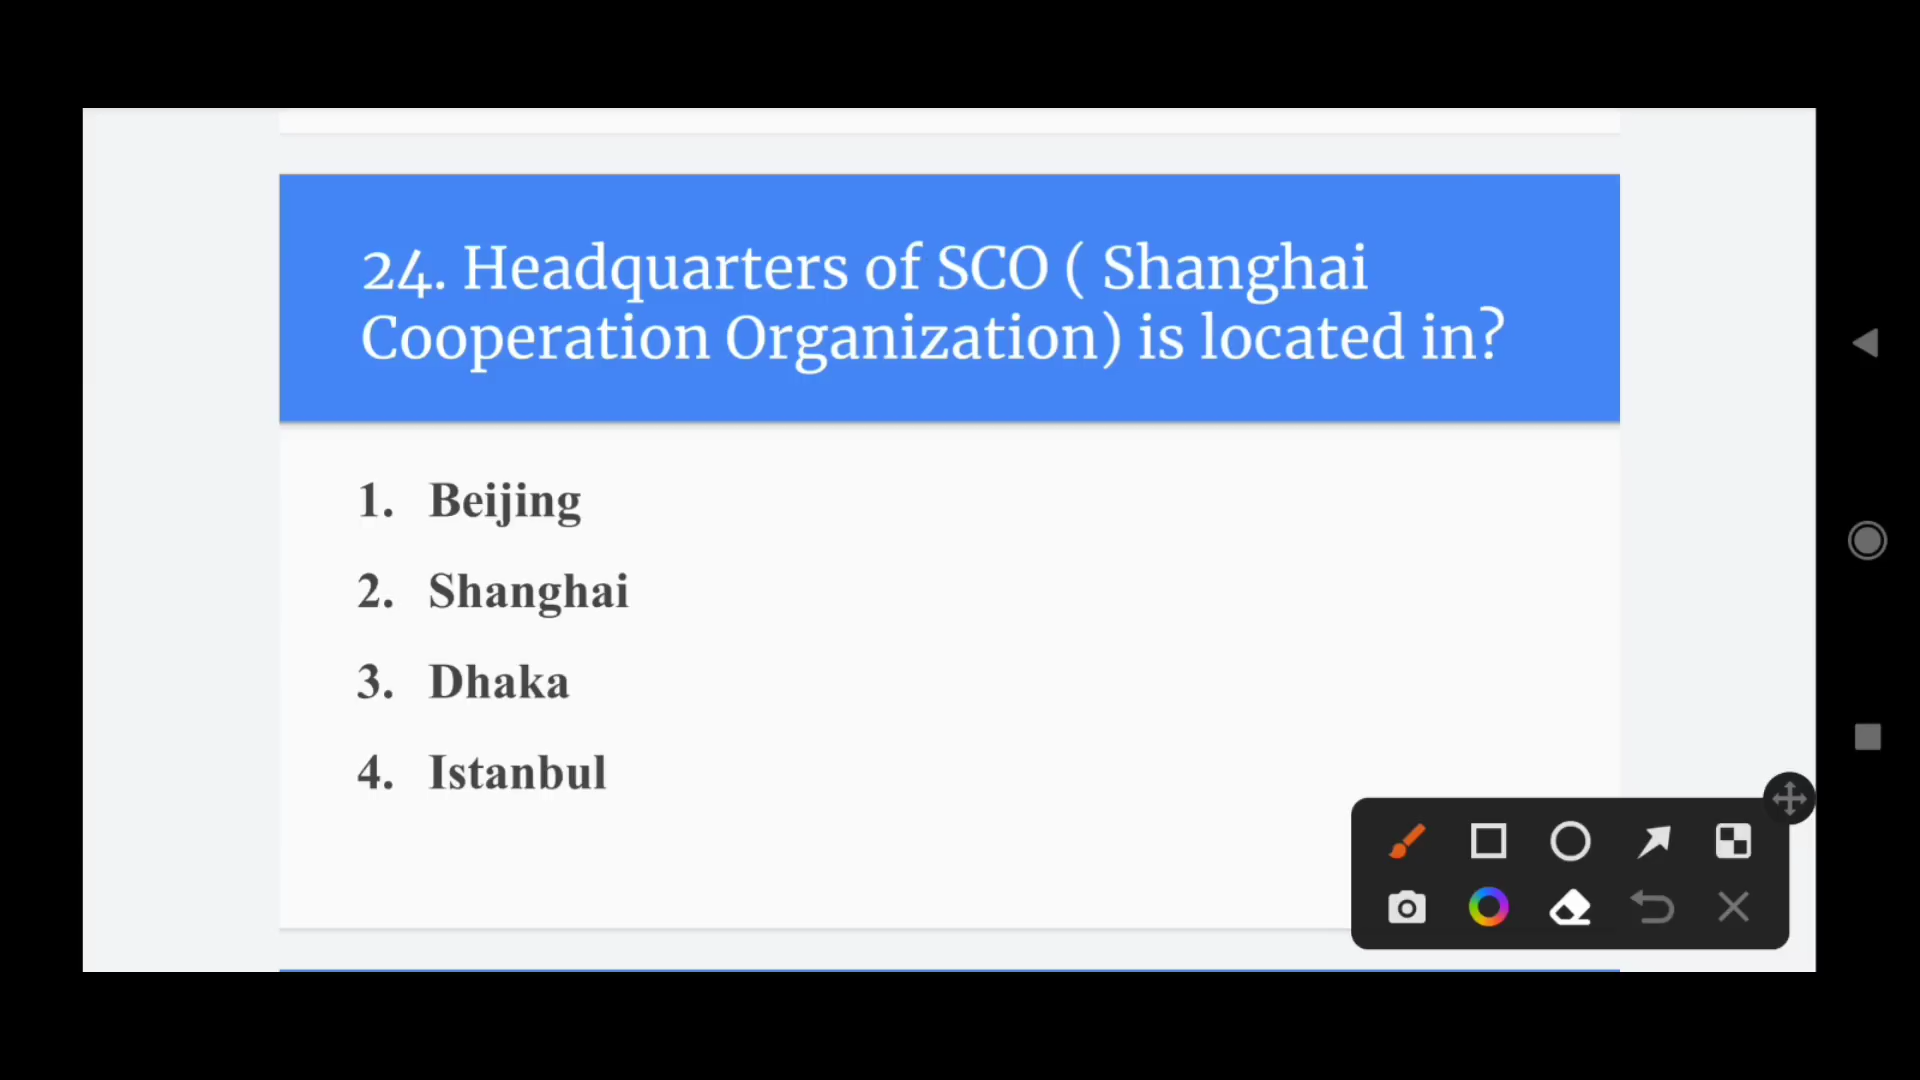 24. Headquarters of SCO ( Shanghai
Cooperation Organization) is located in?
1. Beijing
2. Shanghai
3. Dhaka
4. Istanbul